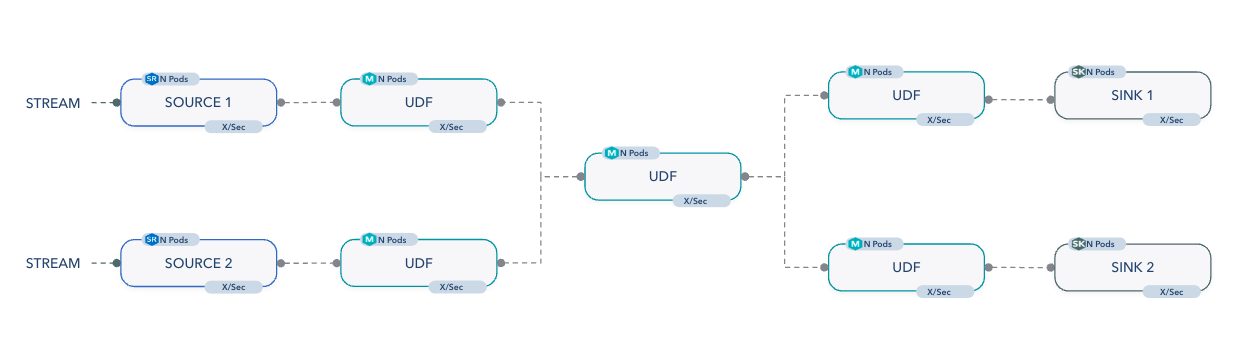 SR N Pods
M N Pods
STREAM
SOURCE 1
UDF
X/Sec
X/Sec
M N Pods
UDF
X/Sec
SR N Pods
M N Pods
STREAM
SOURCE 2
UDF
X/Sec
X/Sec
M N Pods
SK N Pods
UDF
SINK 1
X/Sec
X/Sec
M N Pods
SK N Pods
UDF
SINK 2
X/Sec
X/Sec